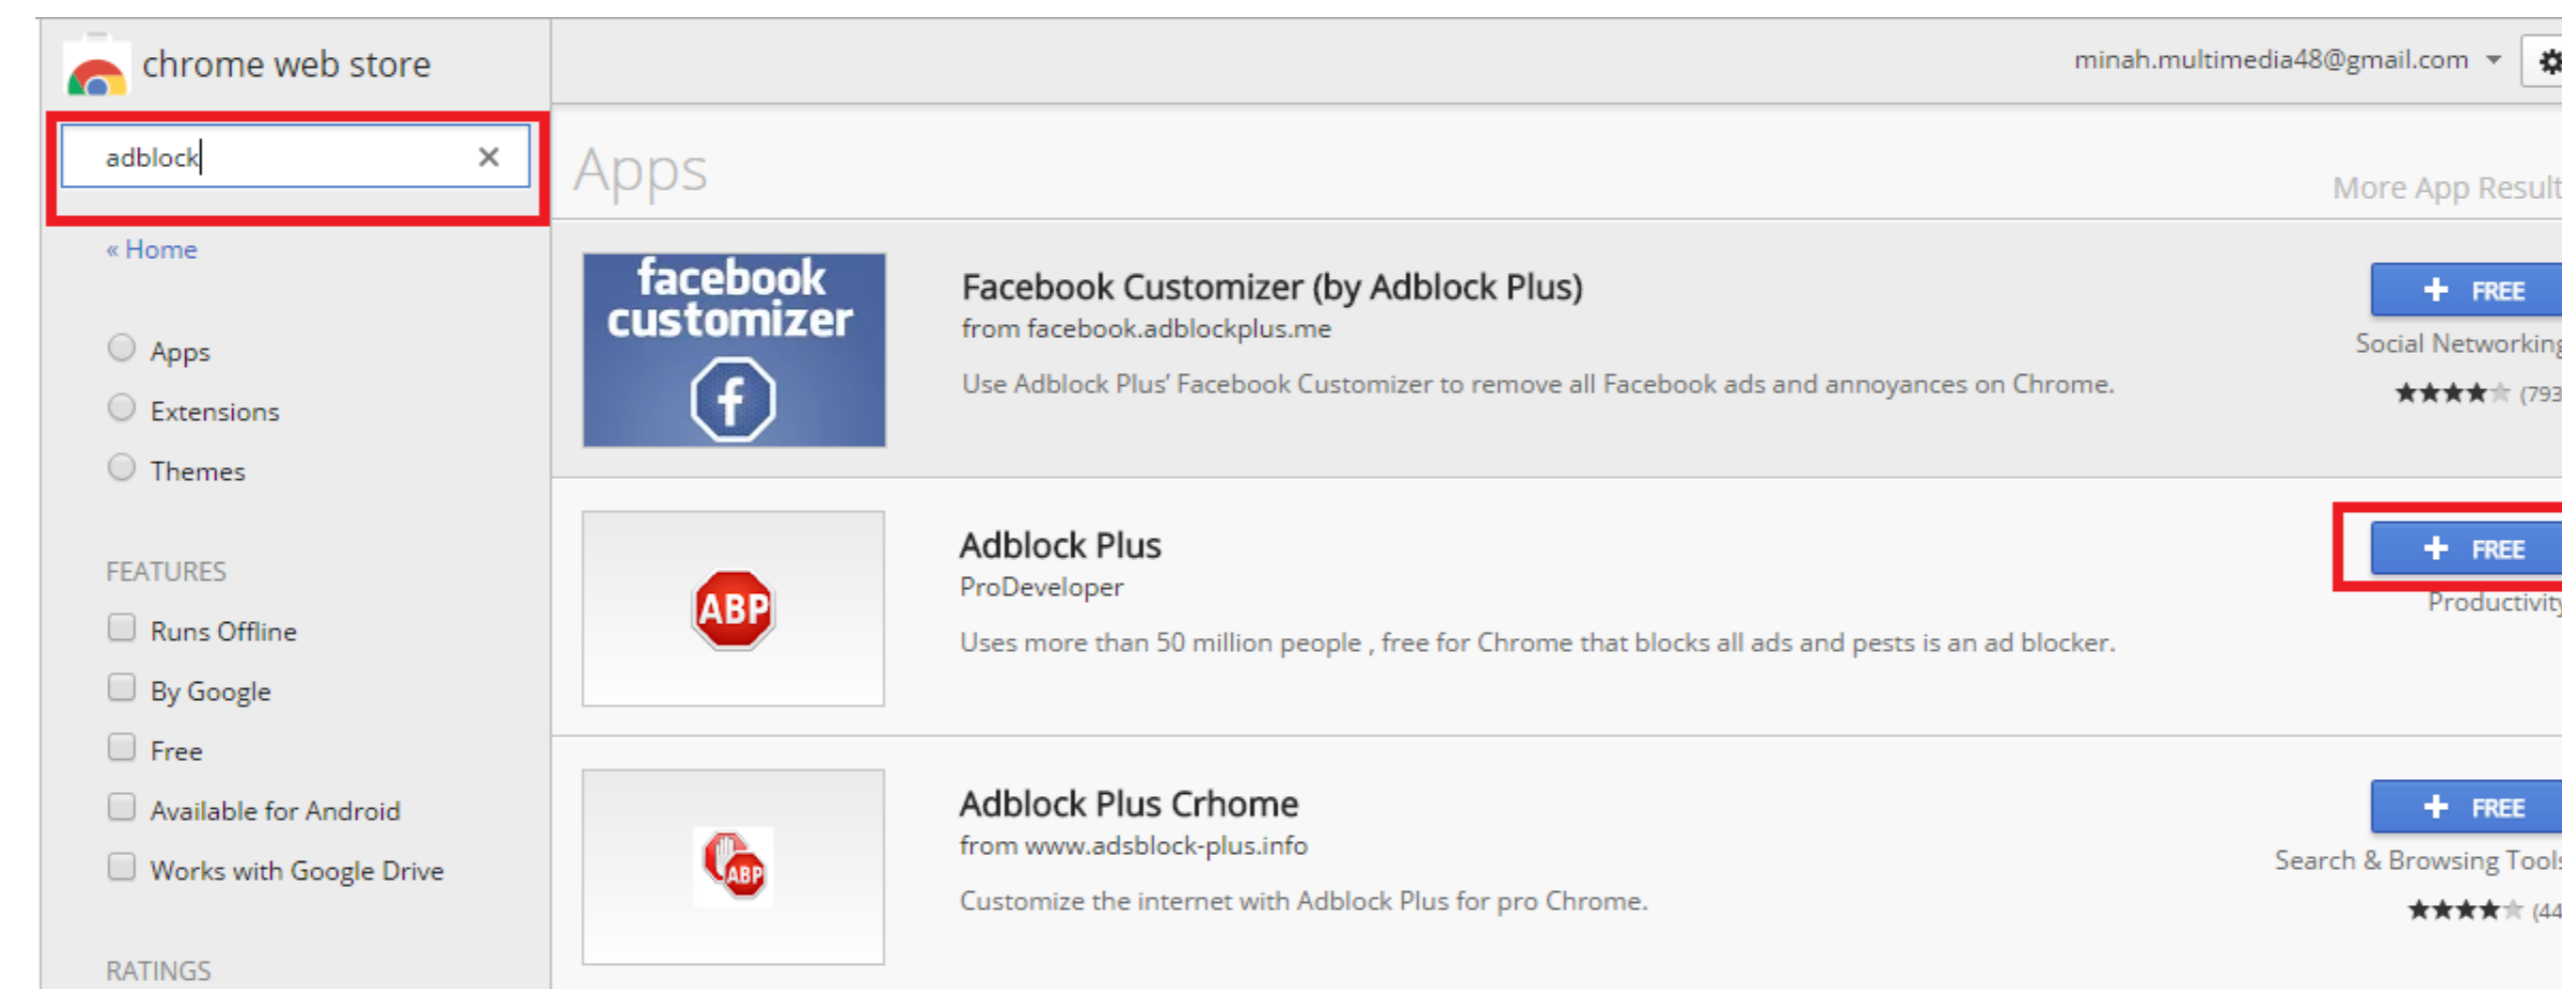 chrome web store
minah.multimedia48@gmail.com
adblock
« Home
Apps
Extensions
Themes
FEATURES
Runs Offline
By Google
Free
Available for Android
Works with Google Drive
RATINGS
Apps
More App Result
facebook
customizer
f
Facebook Customizer (by Adblock Plus)
from facebook.adblockplus.me
Use Adblock Plus’ Facebook Customizer to remove all Facebook ads and annoyances on Chrome.
+ FREE
Social Networking
(793
ABP
Adblock Plus
ProDeveloper
Uses more than 50 million people , free for Chrome that blocks all ads and pests is an ad blocker.
+ FREE
Productivity
ABP
Adblock Plus Crhome
from www.adsblock-plus.info
Customize the internet with Adblock Plus for pro Chrome.
+ FREE
Search & Browsing Tools
(44